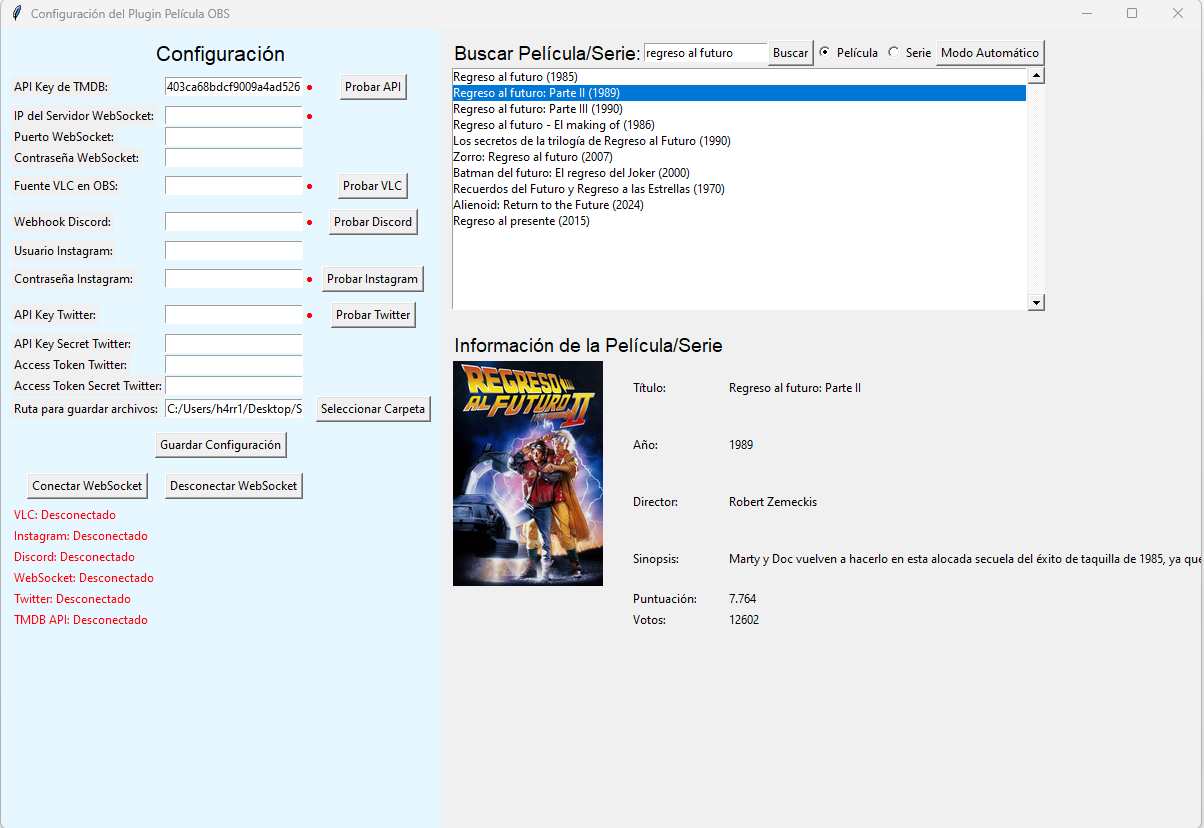 Configuración del Plugin Película OBS
Configuración
API Key de TMDB: 403ca68bdcf9009a4ad526 Probar API
IP del Servidor WebSocket:
Puerto WebSocket:
Contraseña WebSocket:
Fuente VLC en OBS: Probar VLC
Webhook Discord: Probar Discord
Usuario Instagram:
Contraseña Instagram: Probar Instagram
API Key Twitter: Probar Twitter
API Key Secret Twitter:
Access Token Twitter:
Access Token Secret Twitter:
Ruta para guardar archivos: C:/Users/h4rr1/Desktop/S Seleccionar Carpeta
Guardar Configuración
Conectar WebSocket Desconectar WebSocket
VLC: Desconectado
Instagram: Desconectado
Discord: Desconectado
WebSocket: Desconectado
Twitter: Desconectado
TMDB API: Desconectado
Buscar Película/Serie: regreso al futuro Buscar Película Serie Modo Automático
Regreso al futuro (1985)
Regreso al futuro: Parte II (1989)
Regreso al futuro: Parte III (1990)
Regreso al futuro - El making of (1986)
Los secretos de la trilogía de Regreso al Futuro (1990)
Zorro: Regreso al futuro (2007)
Batman del futuro: El regreso del Joker (2000)
Recuerdos del Futuro y Regreso a las Estrellas (1970)
Alienoid: Return to the Future (2024)
Regreso al presente (2015)
Información de la Película/Serie
REGRESO
AL FUTURO
II
Título: Regreso al futuro: Parte II
Año: 1989
Director: Robert Zemeckis
Sinopsis: Marty y Doc vuelven a hacerlo en esta alocada secuela del éxito de taquilla de 1985, ya que
Puntuación: 7.764
Votos: 12602